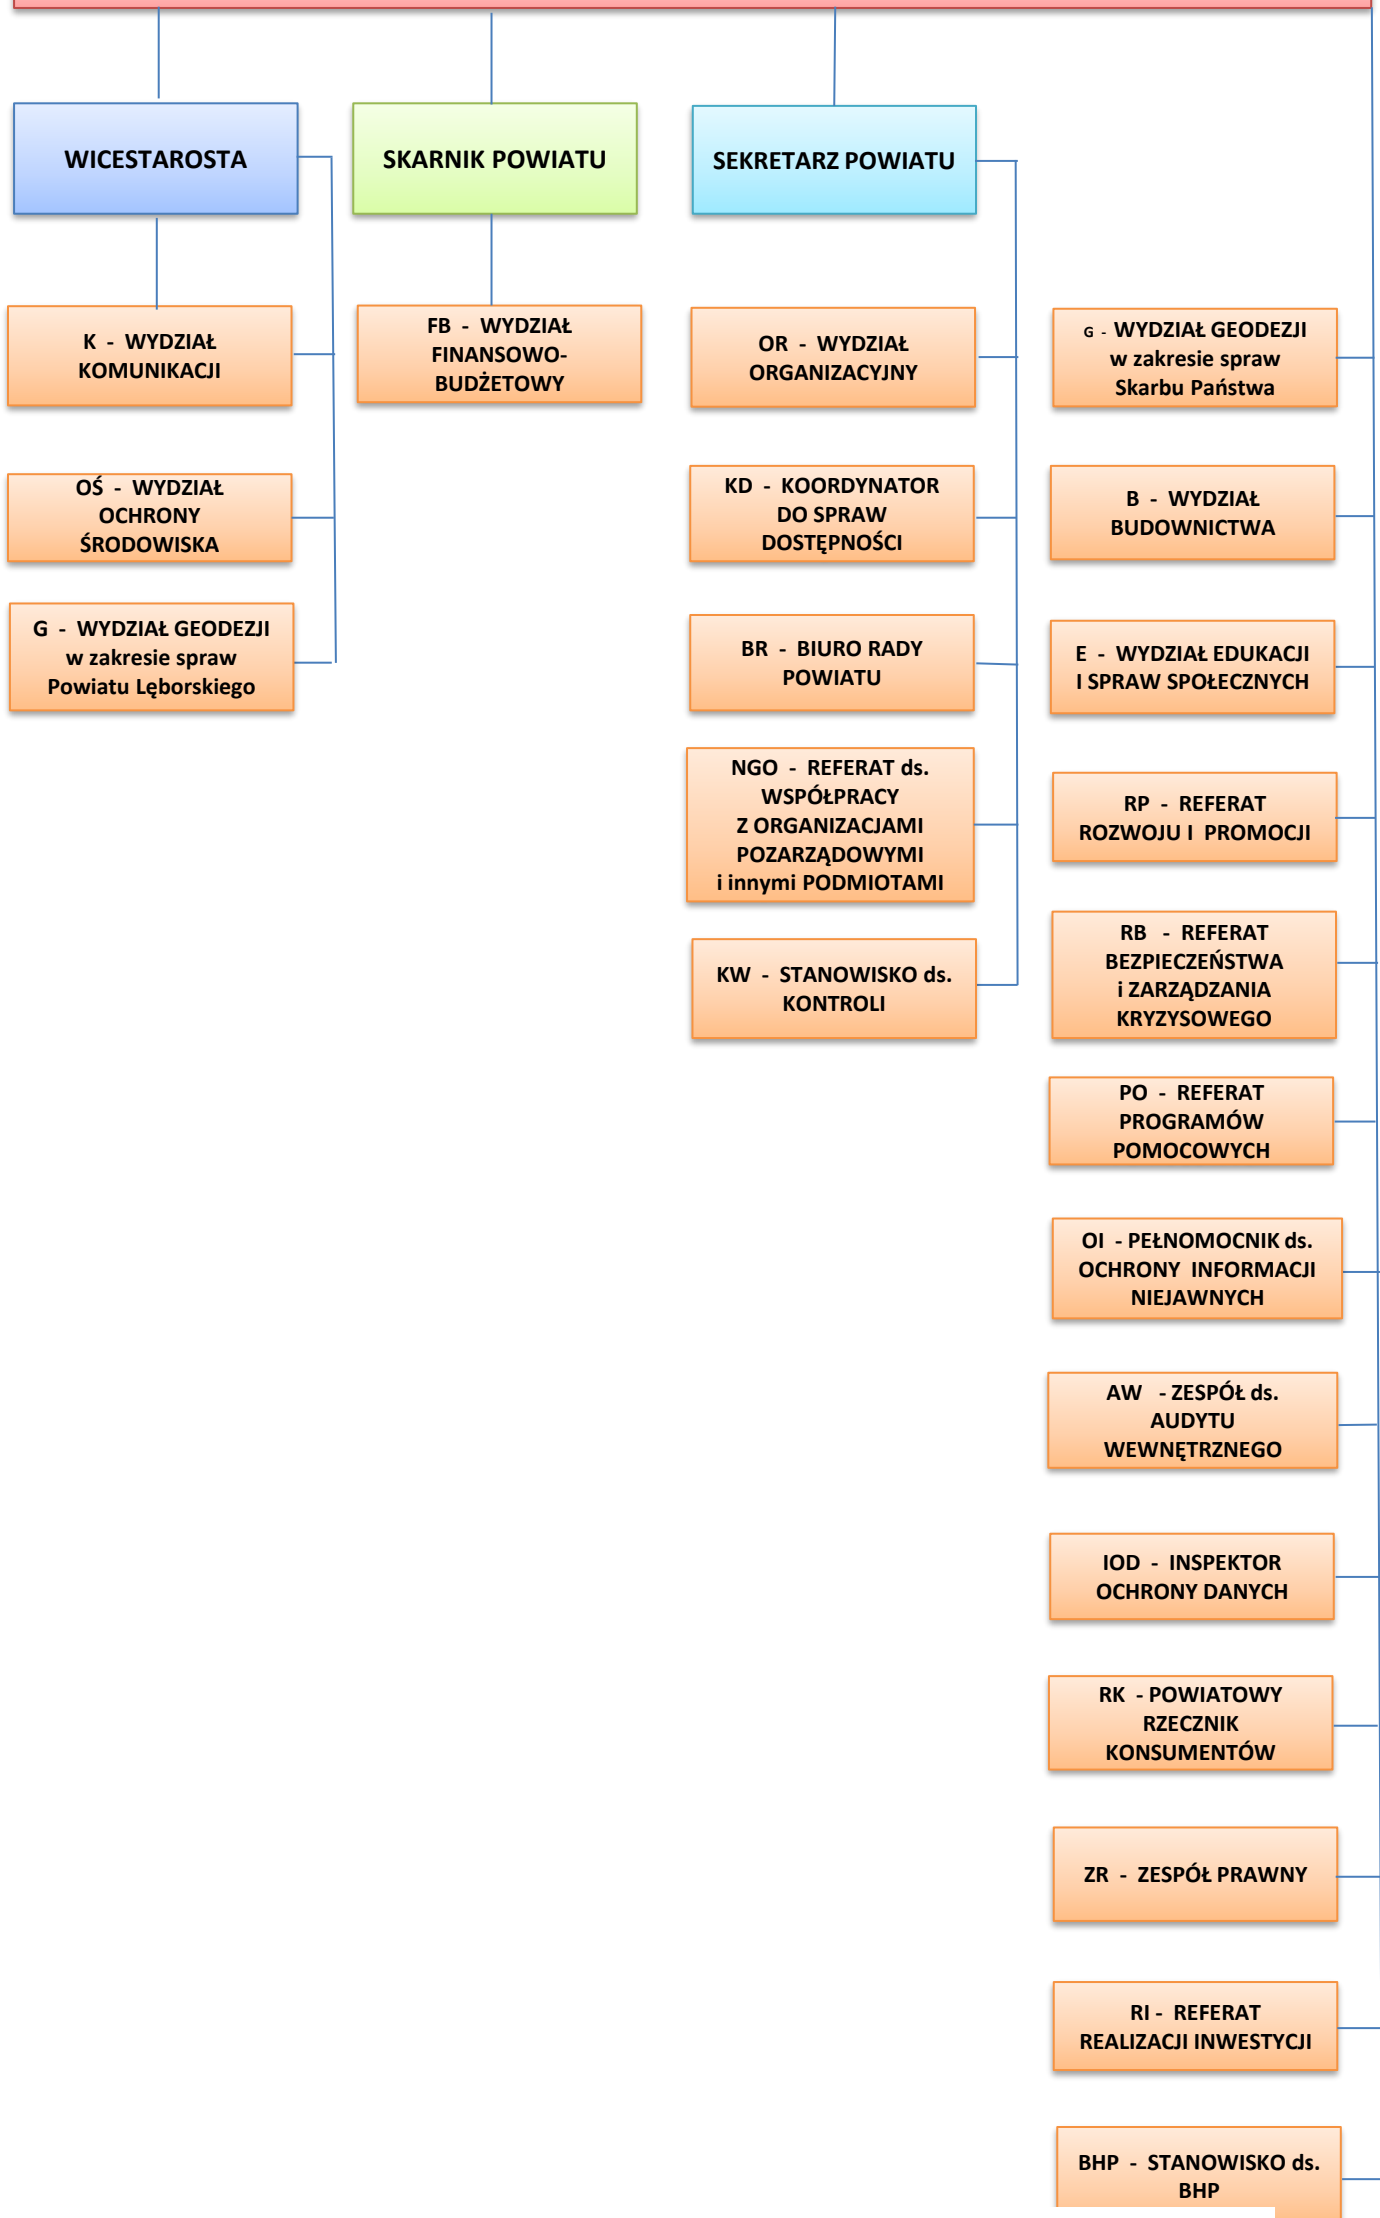 WICESTAROSTA
SKARNIK POWIATU
SEKRETARZ POWIATU
K - WYDZIAŁ
KOMUNIKACJI
OŚ - WYDZIAŁ
OCHRONY
ŚRODOWISKA
G - WYDZIAŁ GEODEZJI
w zakresie spraw
Powiatu Lęborskiego
FB - WYDZIAŁ
FINANSOWO-
BUDŻETOWY
OR - WYDZIAŁ
ORGANIZACYJNY
KD - KOORDYNATOR
DO SPRAW
DOSTĘPNOŚCI
BR - BIURO RADY
POWIATU
NGO - REFERAT ds.
WSPÓŁPRACY
Z ORGANIZACJAMI
POZARZĄDOWYMI
i innymi PODMIOTAMI
KW - STANOWISKO ds.
KONTROLI
G - WYDZIAŁ GEODEZJI
w zakresie spraw
Skarbu Państwa
B - WYDZIAŁ
BUDOWNICTWA
E - WYDZIAŁ EDUKACJI
I SPRAW SPOŁECZNYCH
RP - REFERAT
ROZWOJU I PROMOCJI
RB - REFERAT
BEZPIECZEŃSTWA
i ZARZĄDZANIA
KRYZYSOWEGO
PO - REFERAT
PROGRAMÓW
POMOCOWYCH
OI - PEŁNOMOCNIK ds.
OCHRONY INFORMACJI
NIEJAWNYCH
AW - ZESPÓŁ ds.
AUDYTU
WEWNĘTRZNEGO
IOD - INSPEKTOR
OCHRONY DANYCH
RK - POWIATOWY
RZECZNIK
KONSUMENTÓW
ZR - ZESPÓŁ PRAWNY
RI - REFERAT
REALIZACJI INWESTYCJI
BHP - STANOWISKO ds.
BHP